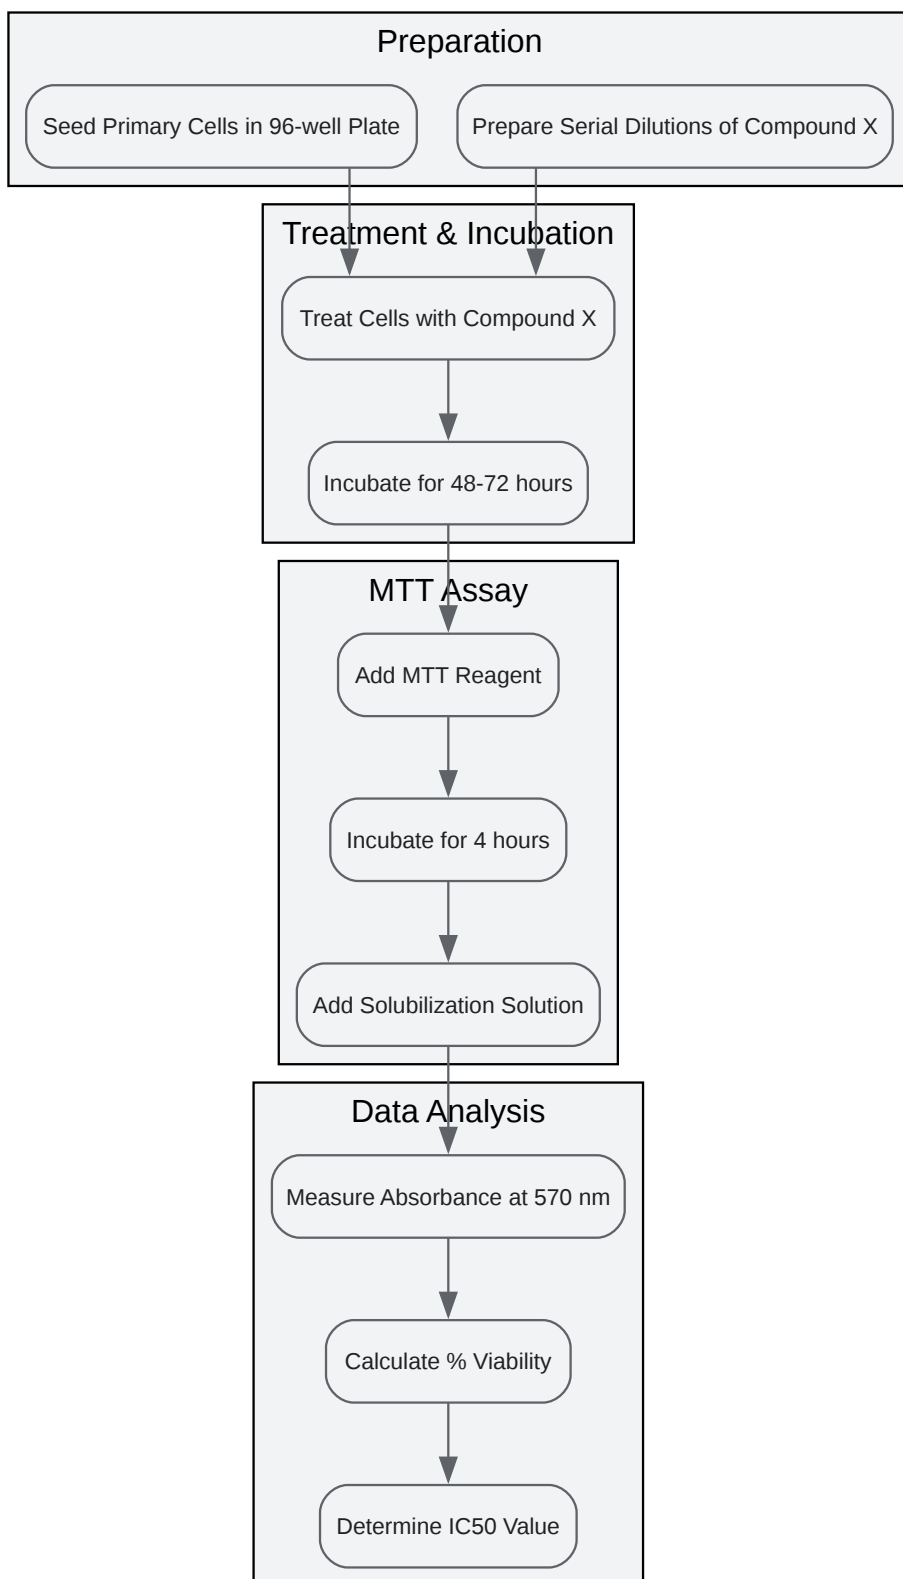 Preparation
Seed Primary Cells in 96-well Plate
Prepare Serial Dilutions of Compound X
Treatment & Incubation
Treat Cells with Compound X
Incubate for 48-72 hours
MTT Assay
Add MTT Reagent
Incubate for 4 hours
Add Solubilization Solution
Data Analysis
Measure Absorbance at 570 nm
Calculate % Viability
Determine IC50 Value